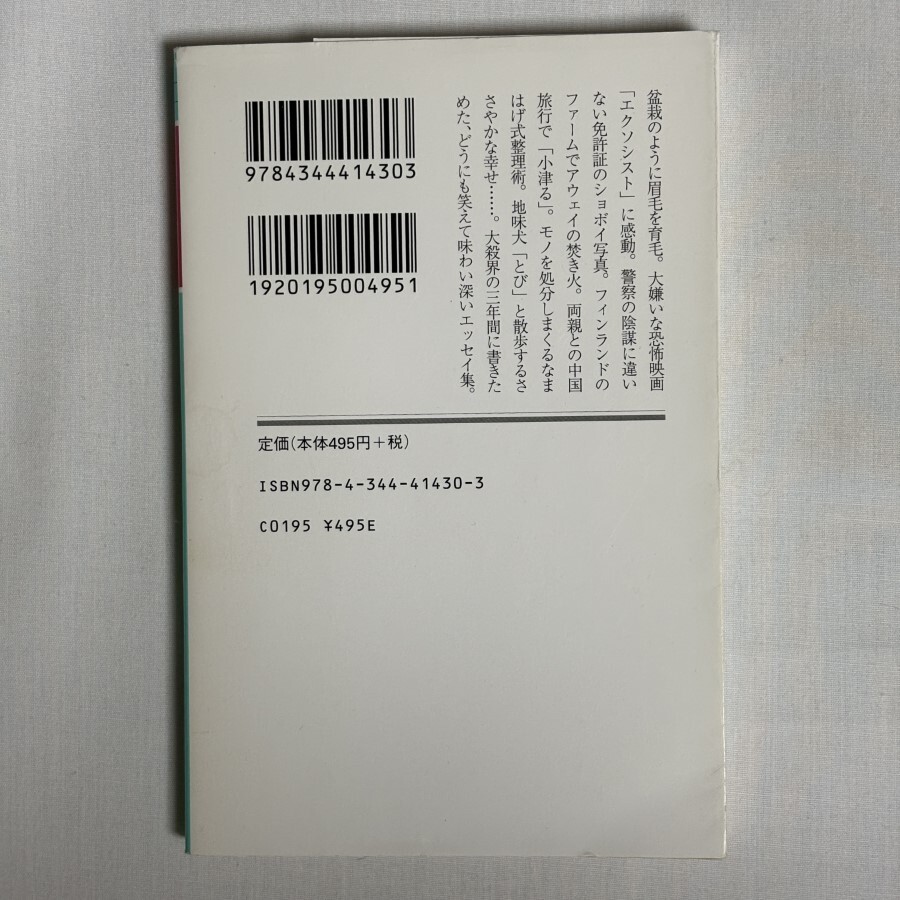 盆栽のように眉毛を育毛。大嫌いな恐怖映画
「エクソシスト」に感動。警察の陰謀に違い
ない免許証のショボイ写真。フィンランドの
ファームでアウェイの焚き火。両親との中国
旅行で「小津る」。モノを処分しまくるなま
はげ式整理術。地味犬「とび」と散歩するさ
さやかな幸せ……。大殺界の三年間に書きた
めた、どうにも笑えて味わい深いエッセイ集。
9784344414303
1920195004951
定価(本体495円+税)
ISBN978-4-344-41430-3
C0195 ¥495E